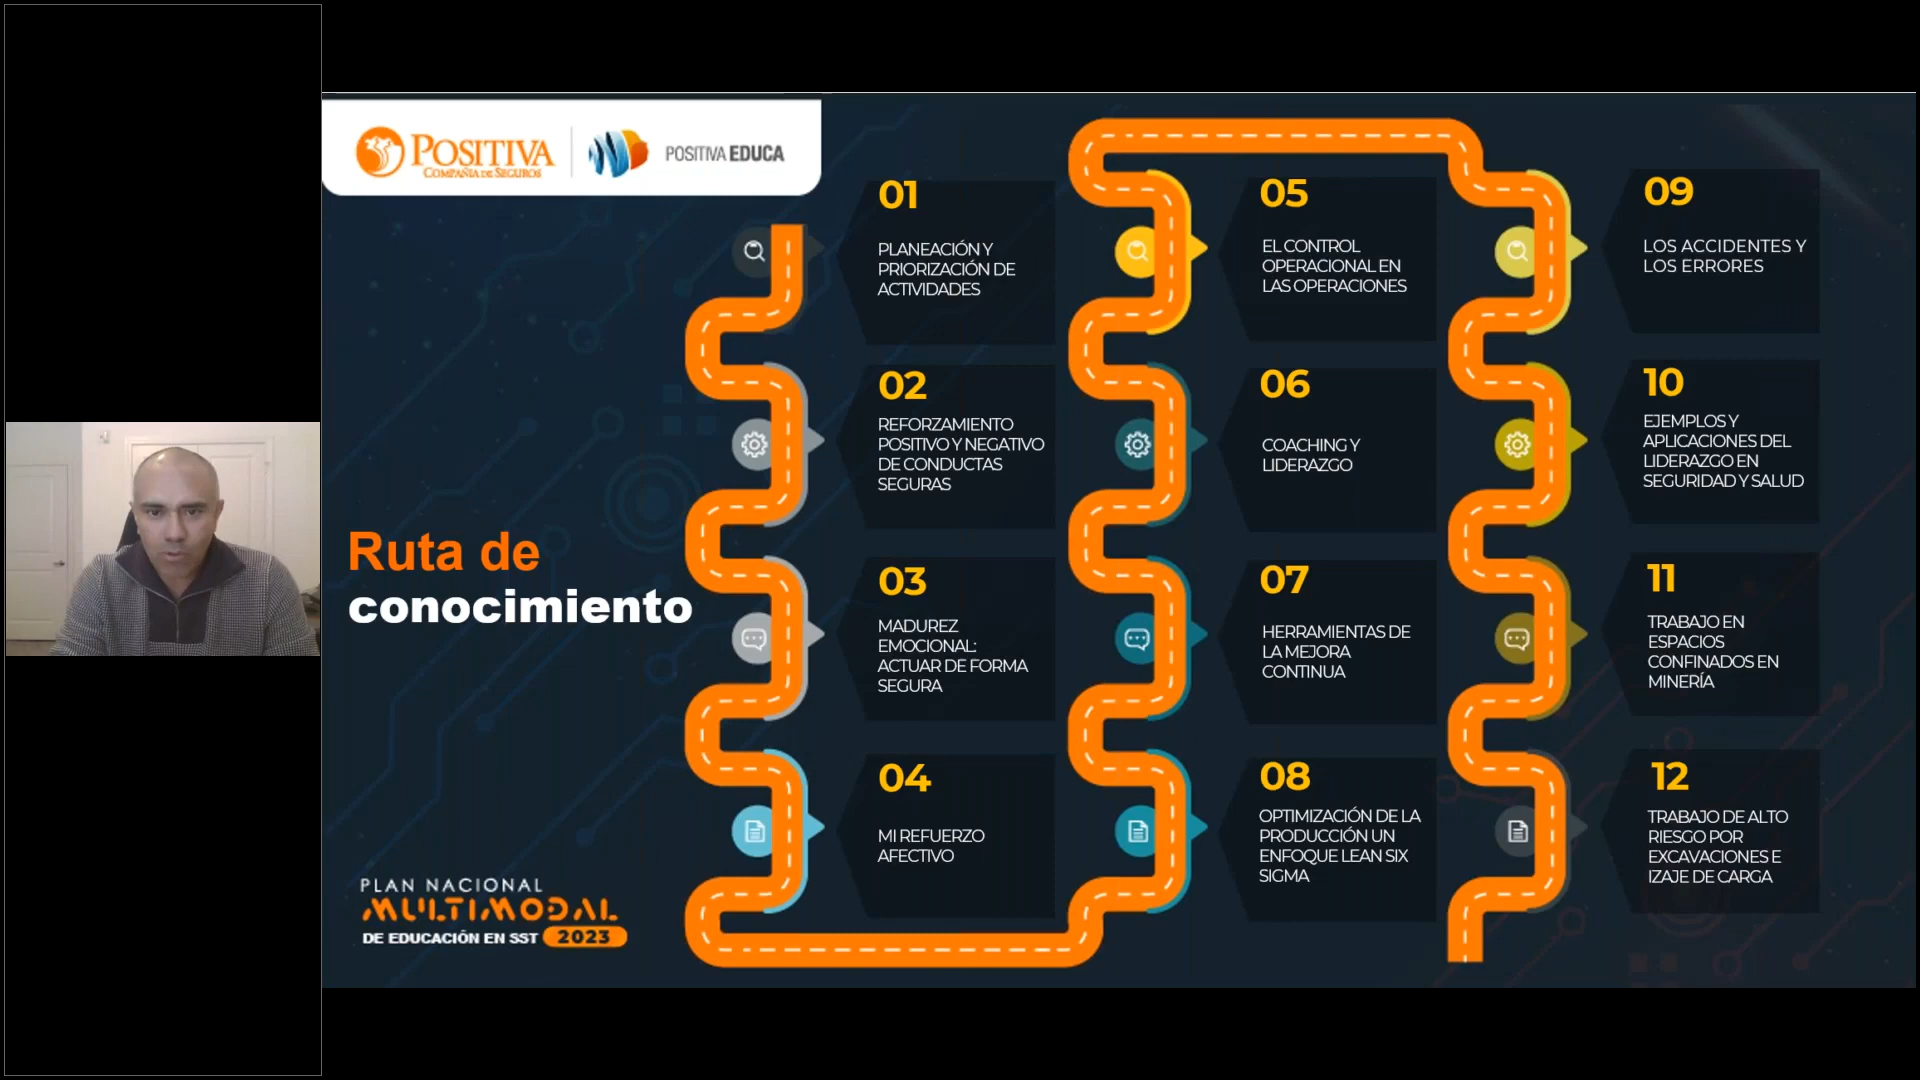 POSITIVA
COMPAÑÍA DE SEGUROS
POSITIVA EDUCA
Ruta de
conocimiento
PLAN NACIONAL
MULTIMODAL
DE EDUCACIÓN EN SST 2023
01
PLANEACIÓN Y
PRIORIZACIÓN DE
ACTIVIDADES
02
REFORZAMIENTO
POSITIVO Y NEGATIVO
DE CONDUCTAS
SEGURAS
03
MADUREZ
EMOCIONAL:
ACTUAR DE FORMA
SEGURA
04
MI REFUERZO
AFECTIVO
05
EL CONTROL
OPERACIONAL EN
LAS OPERACIONES
06
COACHING Y
LIDERAZGO
07
HERRAMIENTAS DE
LA MEJORA
CONTINUA
08
OPTIMIZACIÓN DE LA
PRODUCCIÓN UN
ENFOQUE LEAN SIX
SIGMA
09
LOS ACCIDENTES Y
LOS ERRORES
10
EJEMPLOS Y
APLICACIONES DEL
LIDERAZGO EN
SEGURIDAD Y SALUD
11
TRABAJO EN
ESPACIOS
CONFINADOS EN
MINERÍA
12
TRABAJO DE ALTO
RIESGO POR
EXCAVACIONES E
IZAJE DE CARGA